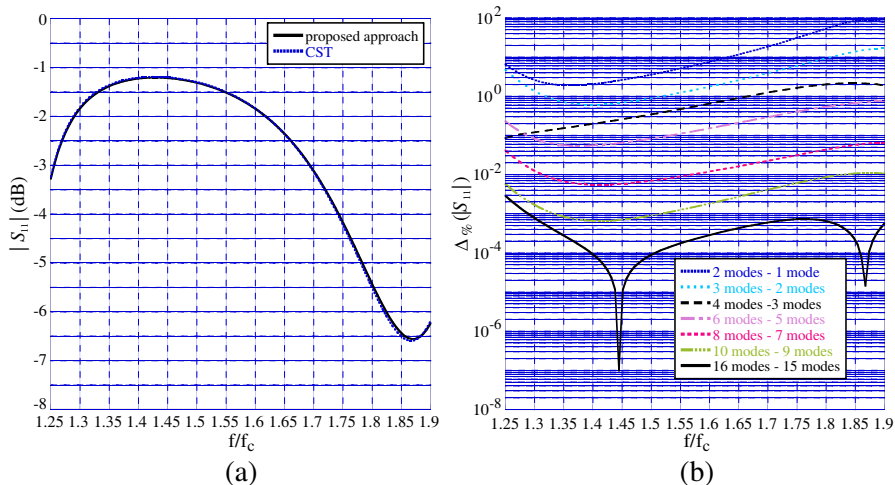 0
-1
-2
-3
-4
-5
-6
-7
-8
| S11| (dB)
proposed approach
CST
1.25 1.3 1.35 1.4 1.45 1.5 1.55 1.6 1.65 1.7 1.75 1.8 1.85 1.9
f/fc
(a)
10^2
10^0
10^-2
10^-4
10^-6
10^-8
Δ% (|S11|)
2 modes - 1 mode
3 modes - 2 modes
4 modes -3 modes
6 modes - 5 modes
8 modes - 7 modes
10 modes - 9 modes
16 modes - 15 modes
1.25 1.3 1.35 1.4 1.45 1.5 1.55 1.6 1.65 1.7 1.75 1.8 1.85 1.9
f/fc
(b)